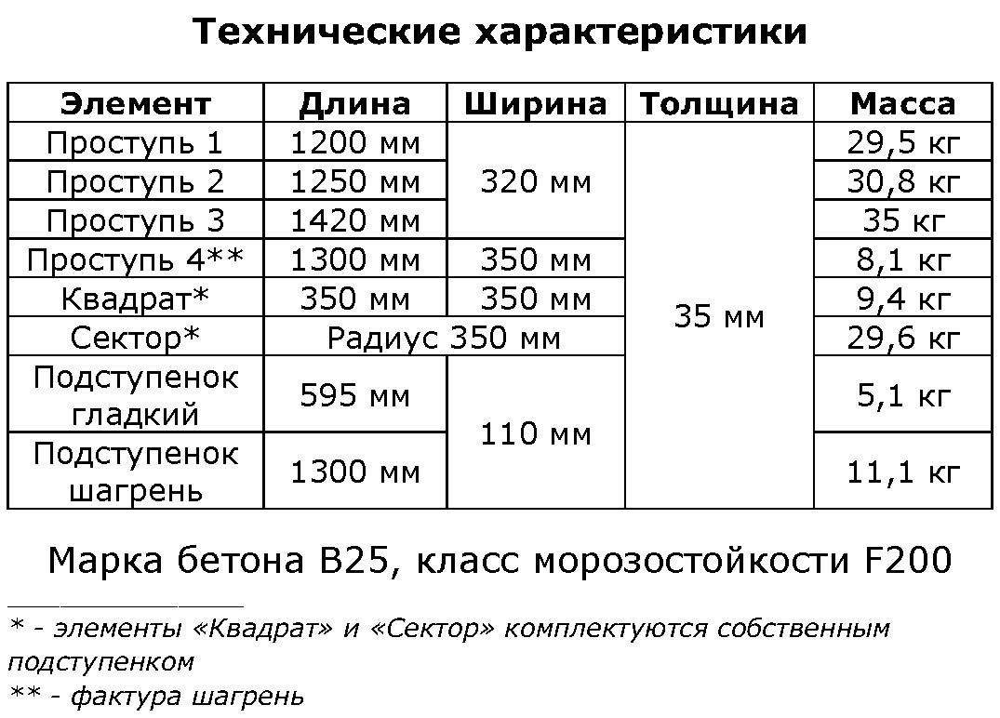 Технические характеристики
Элемент Длина Ширина Толщина Масса
Проступь 1 1200 мм 29,5 кг
Проступь 2 1250 мм 320 мм 30,8 кг
Проступь 3 1420 мм 35 кг
Проступь 4** 1300 мм 350 мм 8,1 кг
Квадрат* 350 мм 350 мм 35 мм 9,4 кг
Сектор* Радиус 350 мм 29,6 кг
Подступенок
гладкий 595 мм 110 мм 5,1 кг
Подступенок
шагрень 1300 мм 11,1 кг
Марка бетона В25, класс морозостойкости F200
* - элементы «Квадрат» и «Сектор» комплектуются собственным
подступенком
** - фактура шагрень